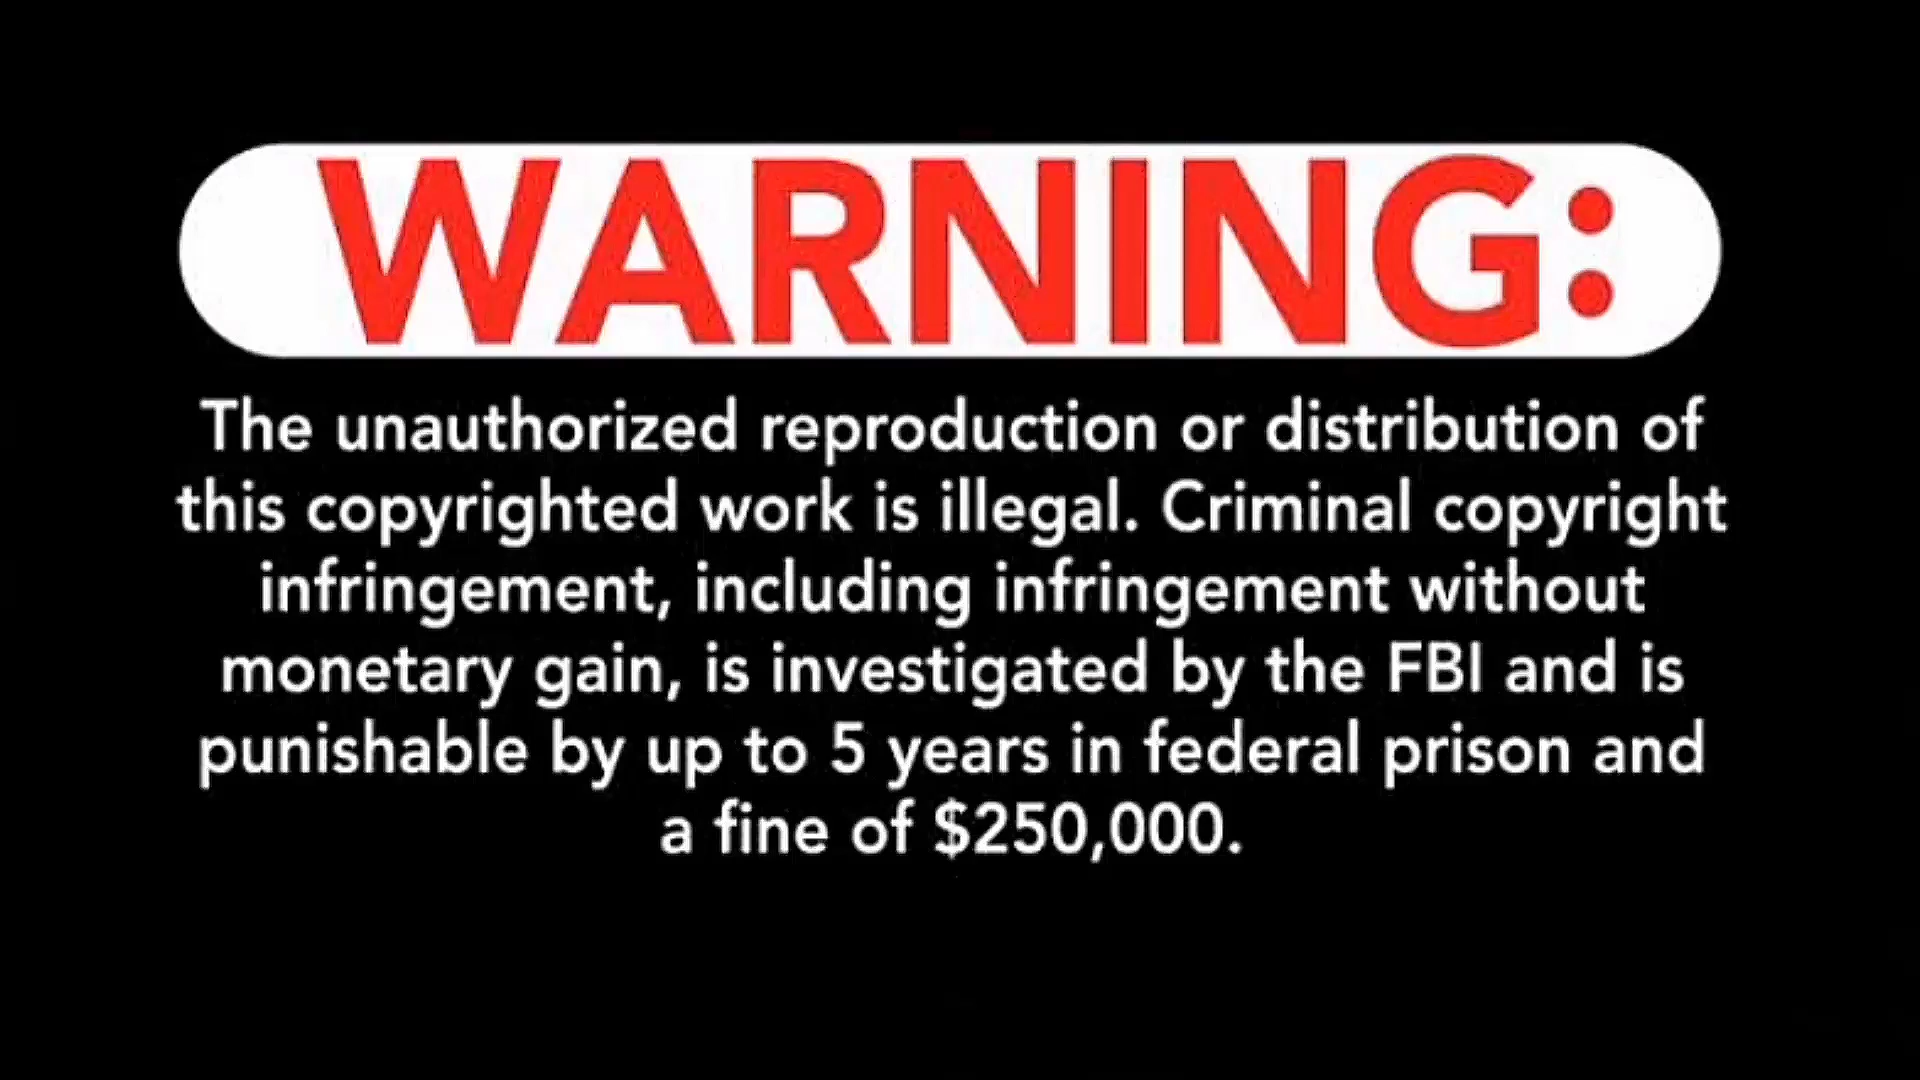 WARNING:
The unauthorized reproduction or distribution of
this copyrighted work is illegal. Criminal copyright
infringement, including infringement without
monetary gain, is investigated by the FBI and is
punishable by up to 5 years in federal prison and
a fine of $250,000.